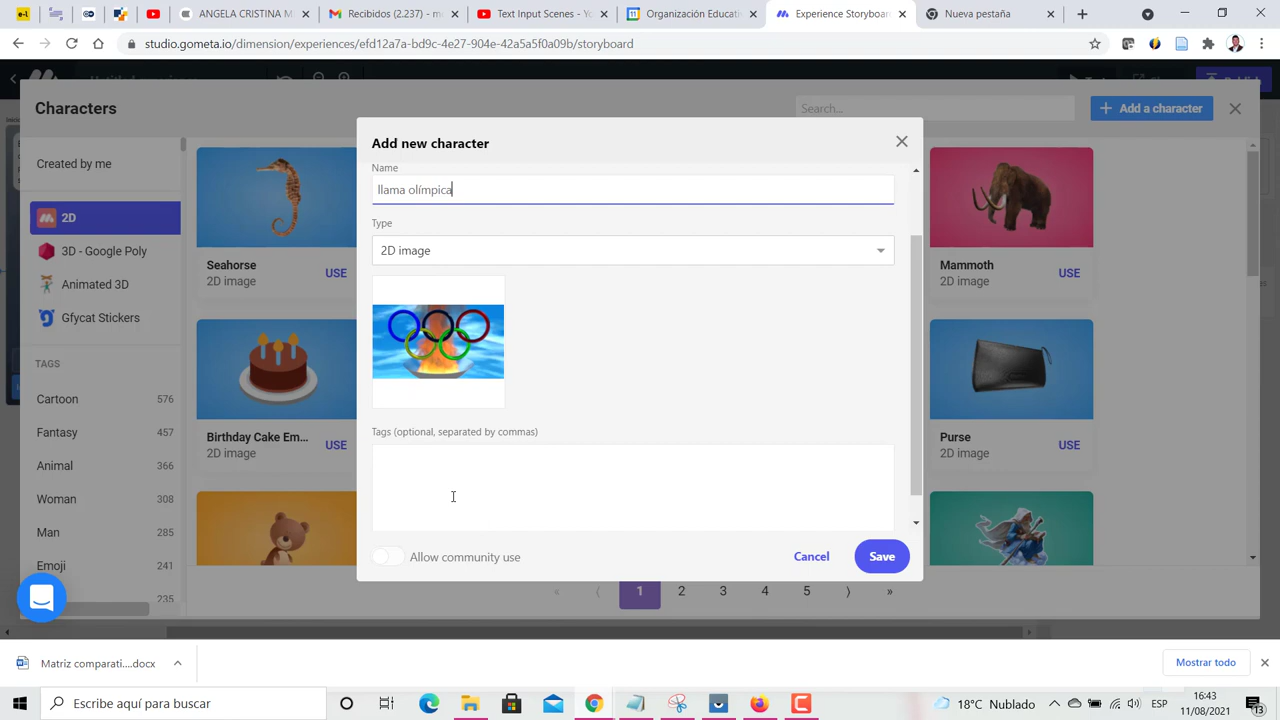 ANGELA CRISTINA M
Recibidos (2.237) - m
Text Input Scenes - Yo
Organización Educativ
Experience Storyboar
Nueva pestaña
studio.gometa.io/dimension/experiences/efd12a7a-bd9c-4e27-904e-42a5a5f0a09b/storyboard
Characters
Search...
+ Add a character
Created by me
2D
3D - Google Poly
Animated 3D
Gfycat Stickers
TAGS
Cartoon 576
Fantasy 457
Animal 366
Woman 308
Man 285
Emoji 241
235
Seahorse
2D image
USE
Birthday Cake Em...
2D image
USE
Mammoth
2D image
USE
Purse
2D image
USE
Add new character
Name
llama olímpica
Type
2D image
Tags (optional, separated by commas)
Allow community use
Cancel
Save
« ⟨ 1 2 3 4 5 ⟩ »
Matriz comparati....docx
Mostrar todo
Escribe aquí para buscar
18°C Nublado
ESP
16:43
11/08/2021
13